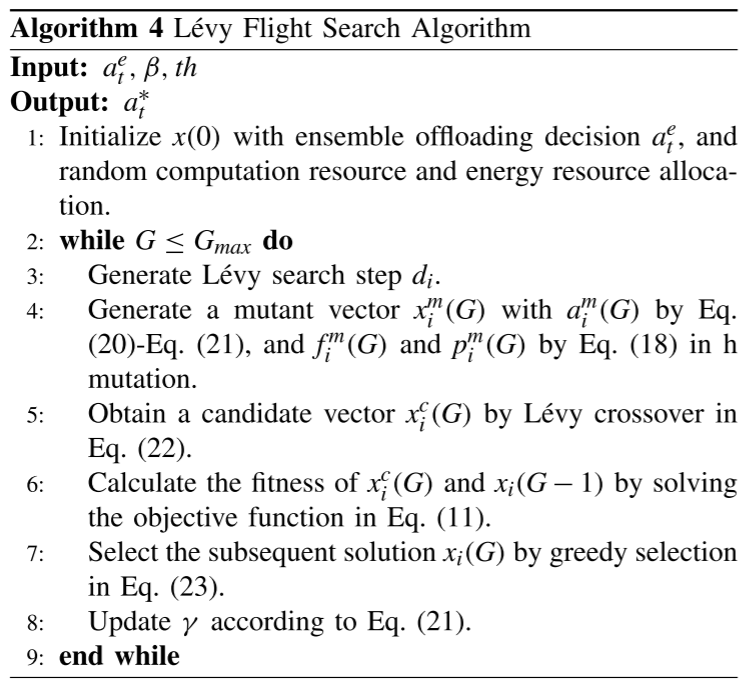 Algorithm 4 Lévy Flight Search Algorithm
Input: $a_t^e$, $\beta$, th
Output: $a_t^*$
1: Initialize $x(0)$ with ensemble offloading decision $a_t^e$, and
random computation resource and energy resource alloca-
tion.
2: while $G \leq G_{max}$ do
3: Generate Lévy search step $d_i$.
4: Generate a mutant vector $x_i^m(G)$ with $a_i^m(G)$ by Eq.
(20)-Eq. (21), and $f_i^m(G)$ and $p_i^m(G)$ by Eq. (18) in h
mutation.
5: Obtain a candidate vector $x_i^c(G)$ by Lévy crossover in
Eq. (22).
6: Calculate the fitness of $x_i^c(G)$ and $x_i(G-1)$ by solving
the objective function in Eq. (11).
7: Select the subsequent solution $x_i(G)$ by greedy selection
in Eq. (23).
8: Update $\gamma$ according to Eq. (21).
9: end while